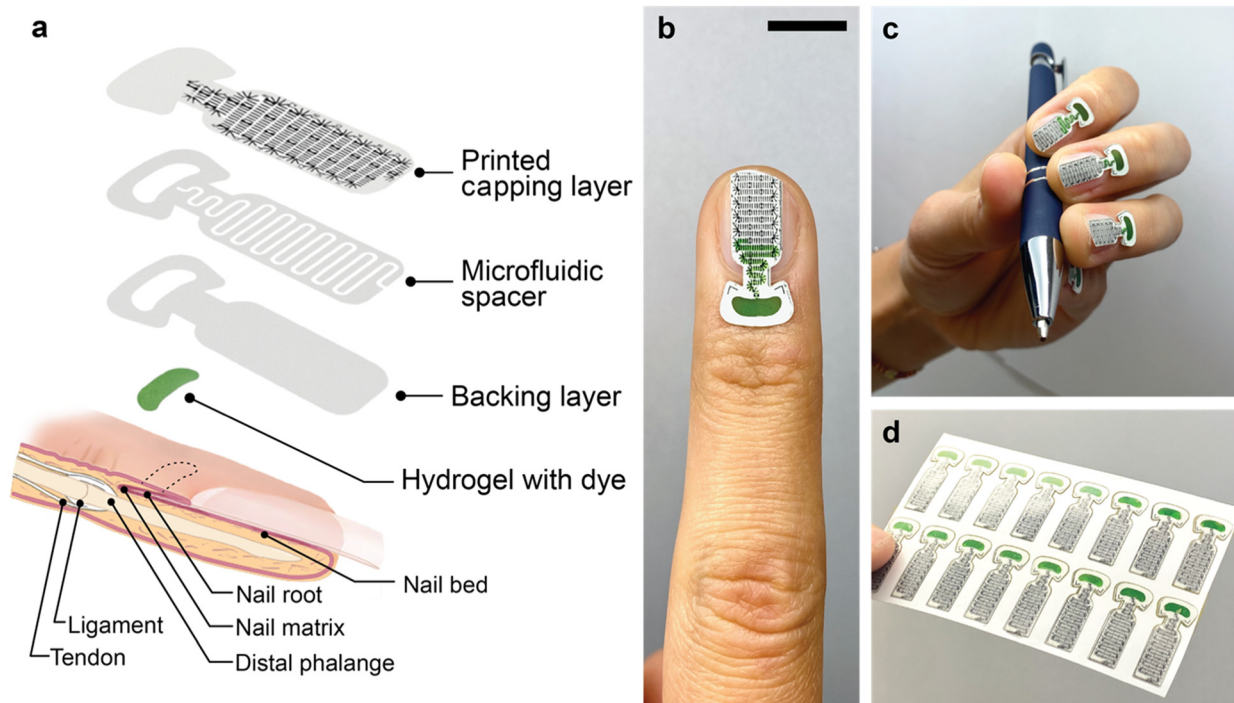 a
Printed
capping layer
Microfluidic
spacer
Backing layer
Hydrogel with dye
Nail bed
Nail root
Nail matrix
Distal phalange
Ligament
Tendon
b
c
d